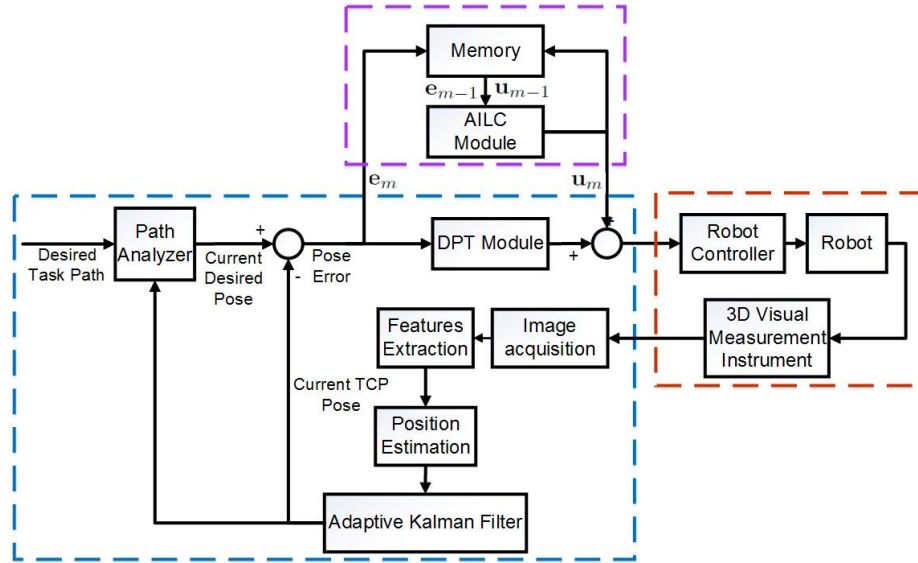 Memory
e_{m-1} u_{m-1}
AILC
Module
e_m
u_m
Desired
Task Path
Path
Analyzer
+
Current
Desired
Pose
-
Pose
Error
DPT Module
+
+
Robot
Controller
Robot
3D Visual
Measurement
Instrument
Image
acquisition
Features
Extraction
Current TCP
Pose
Position
Estimation
Adaptive Kalman Filter